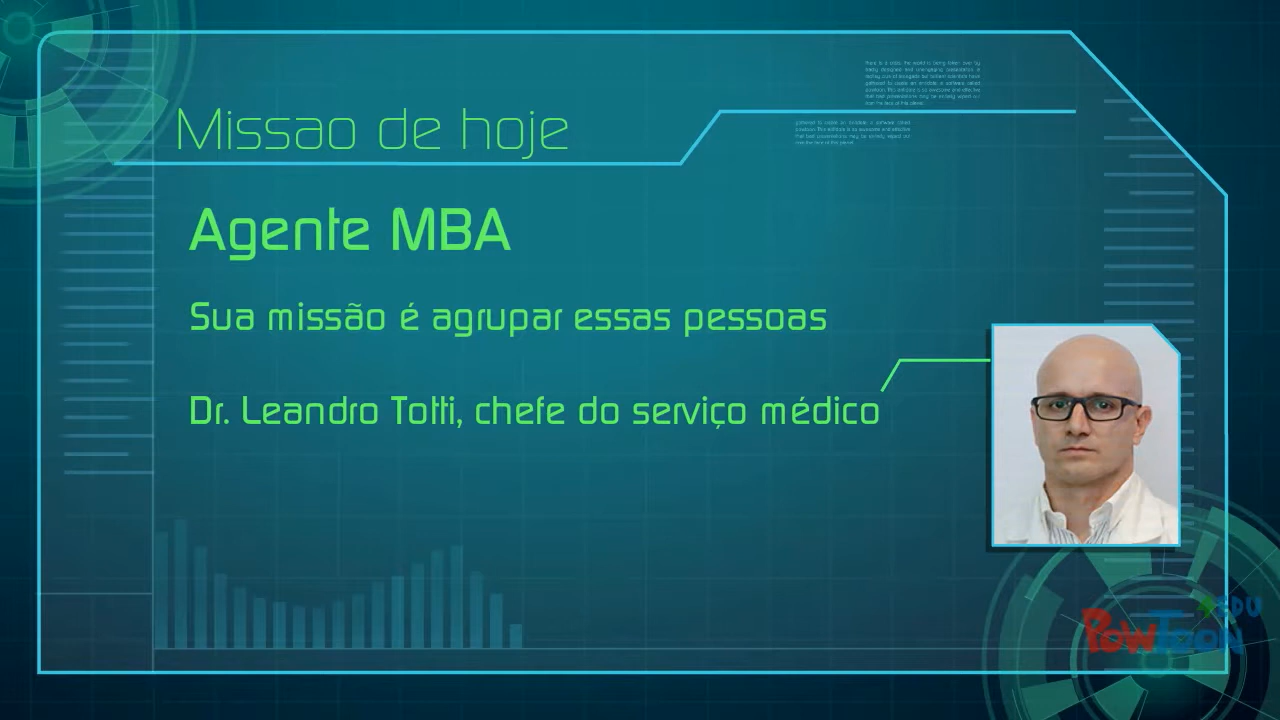 Missao de hoje
Agente MBA
Sua missão é agrupar essas pessoas
Dr. Leandro Totti, chefe do serviço médico
EDU
PowToon